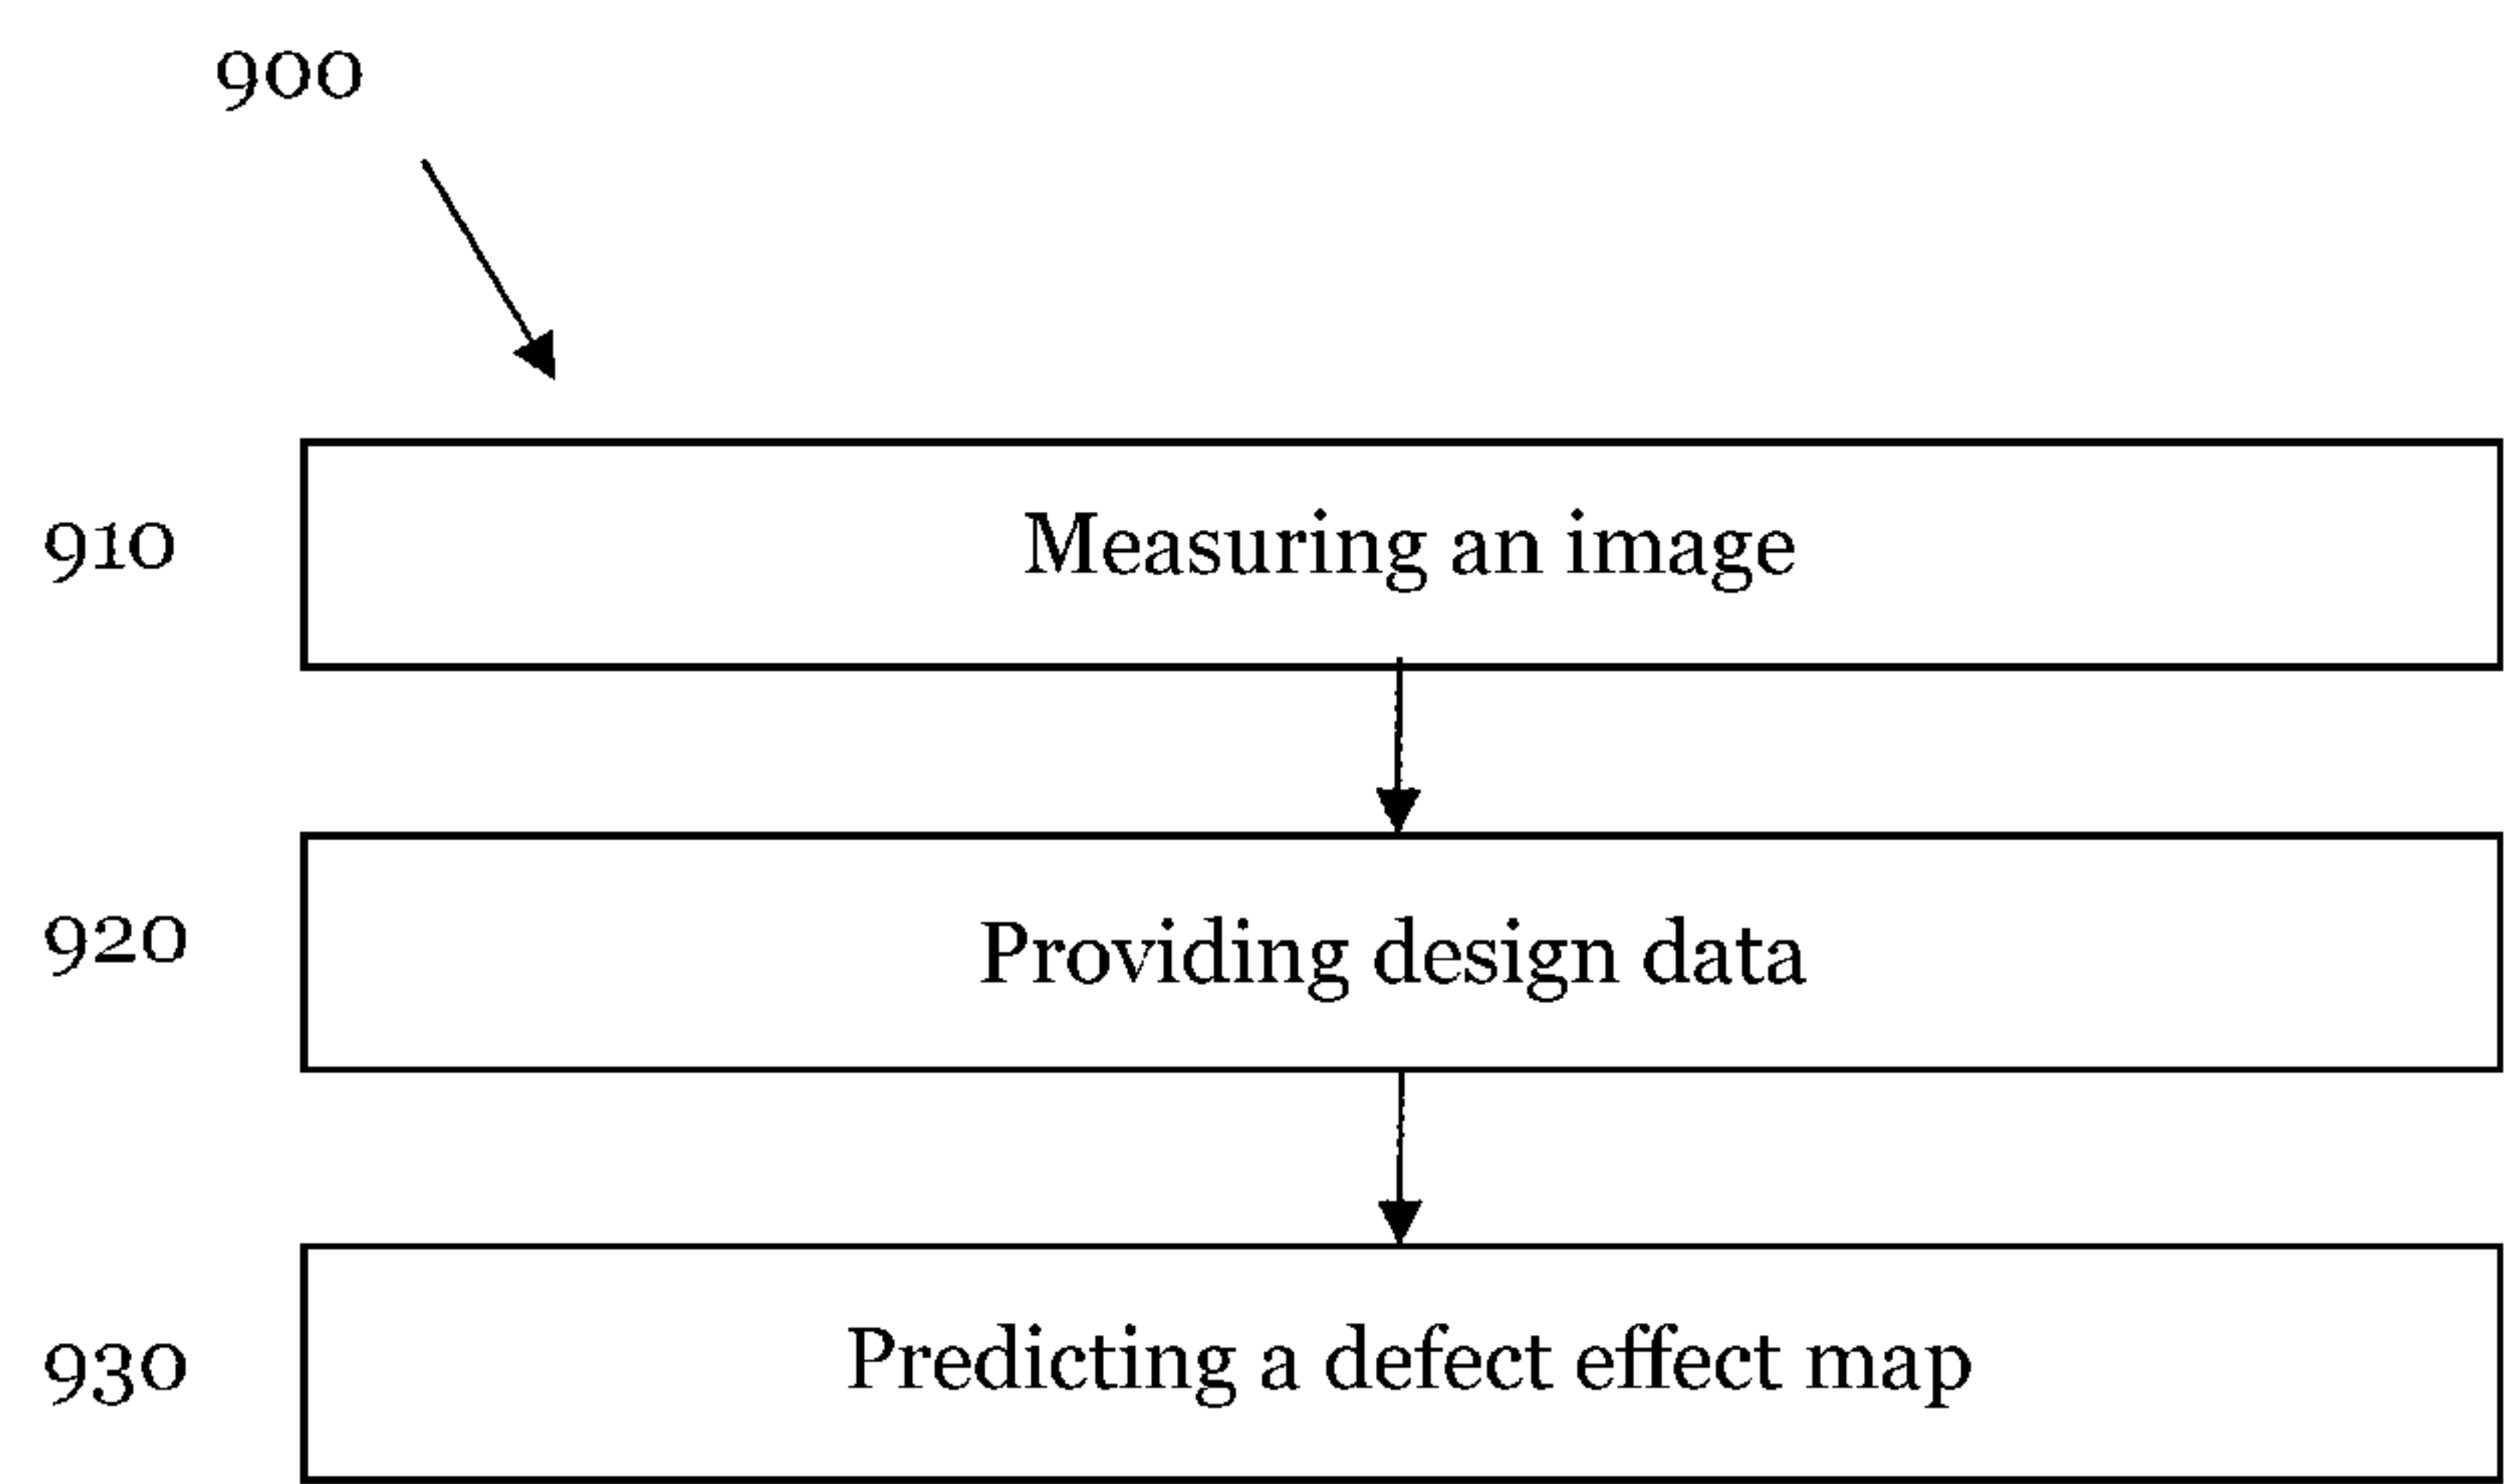 900
910
Measuring an image
920
Providing design data
930
Predicting a defect effect map